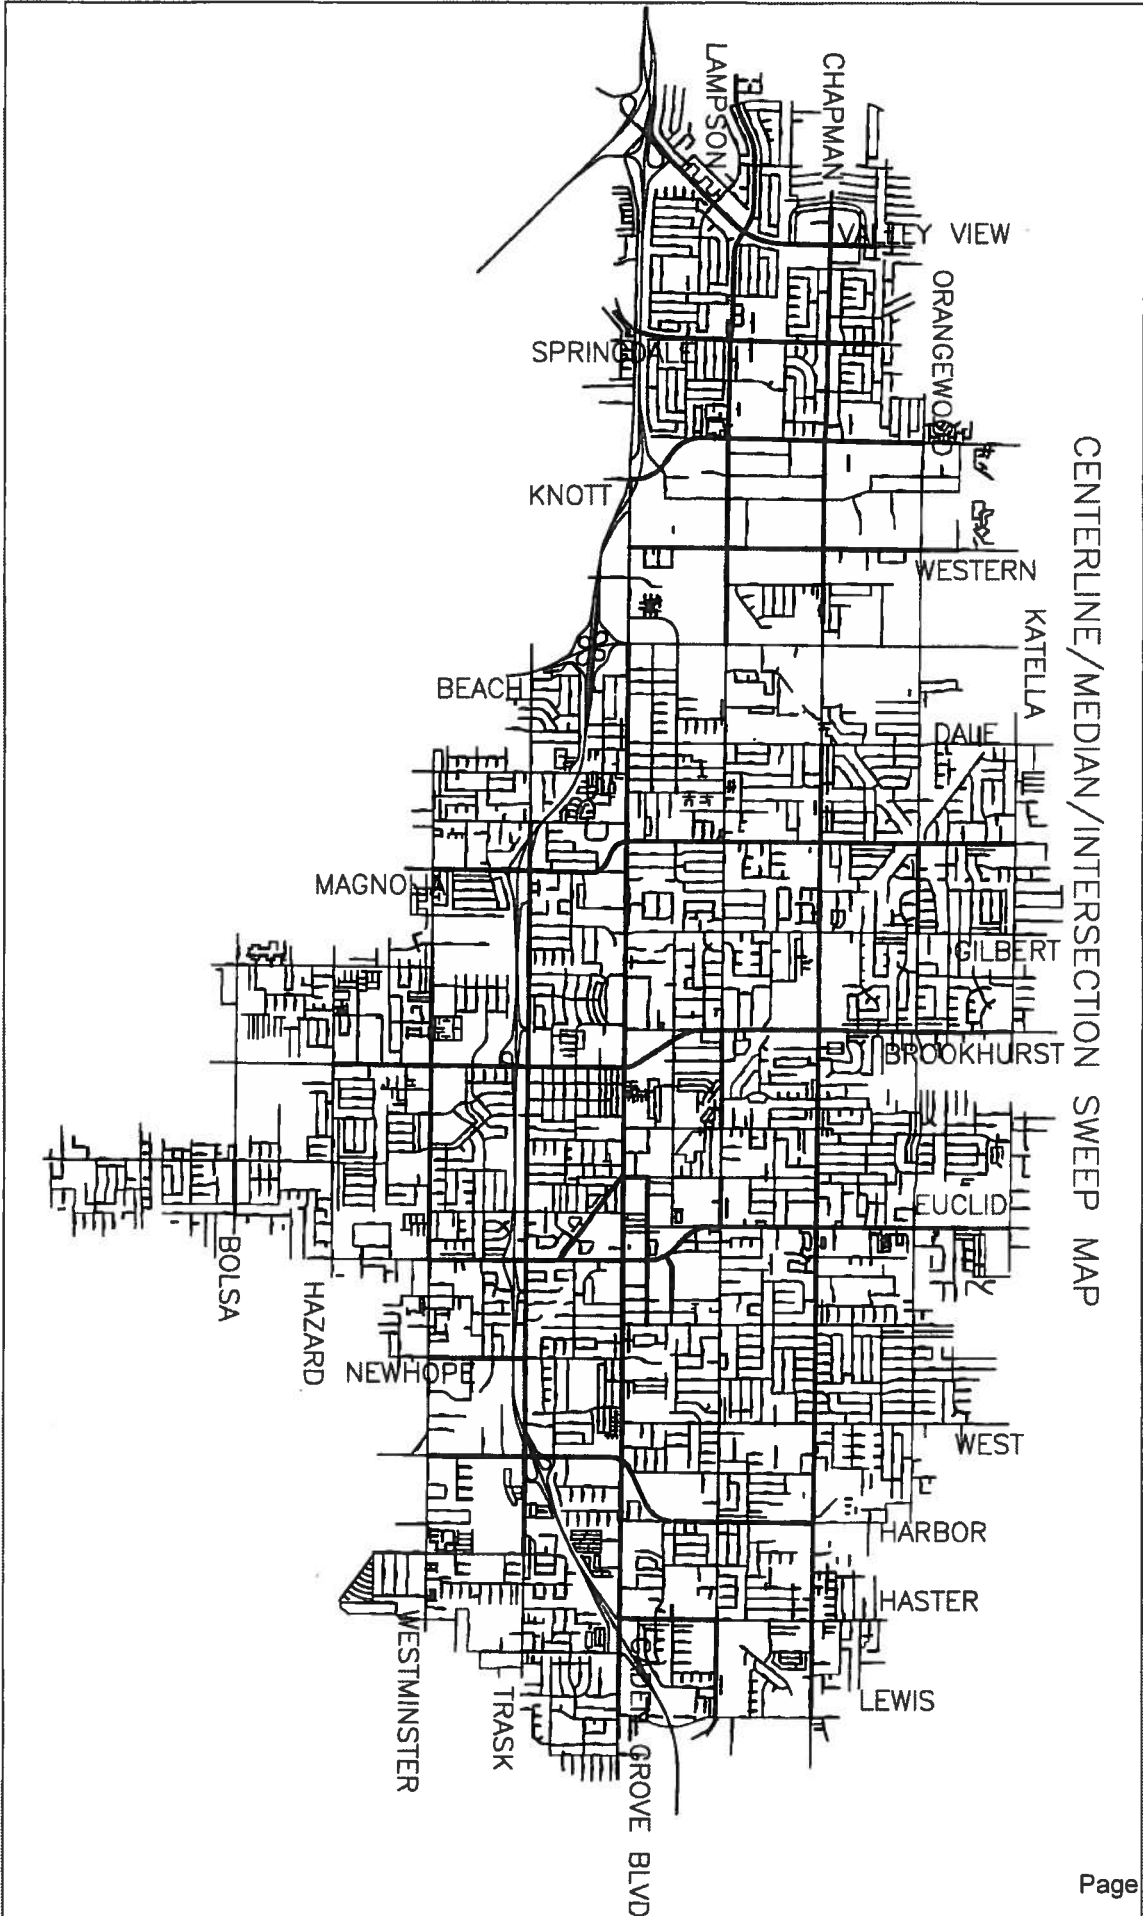 CENTERLINE/MEDIAN/INTERSECTION SWEEP MAP
LAMPSON
CHAPMAN
VALLEY VIEW
ORANGEWOOD
SPRINGDALE
KNOTT
WESTERN
KATELLA
BEACH
DALE
MAGNOLIA
GILBERT
BROOKHURST
EUCLID
BOLSA
HAZARD
NEWHOPE
WEST
HARBOR
HASTER
WESTMINSTER
TRASK
LEWIS
GARDEN GROVE BLVD
Page